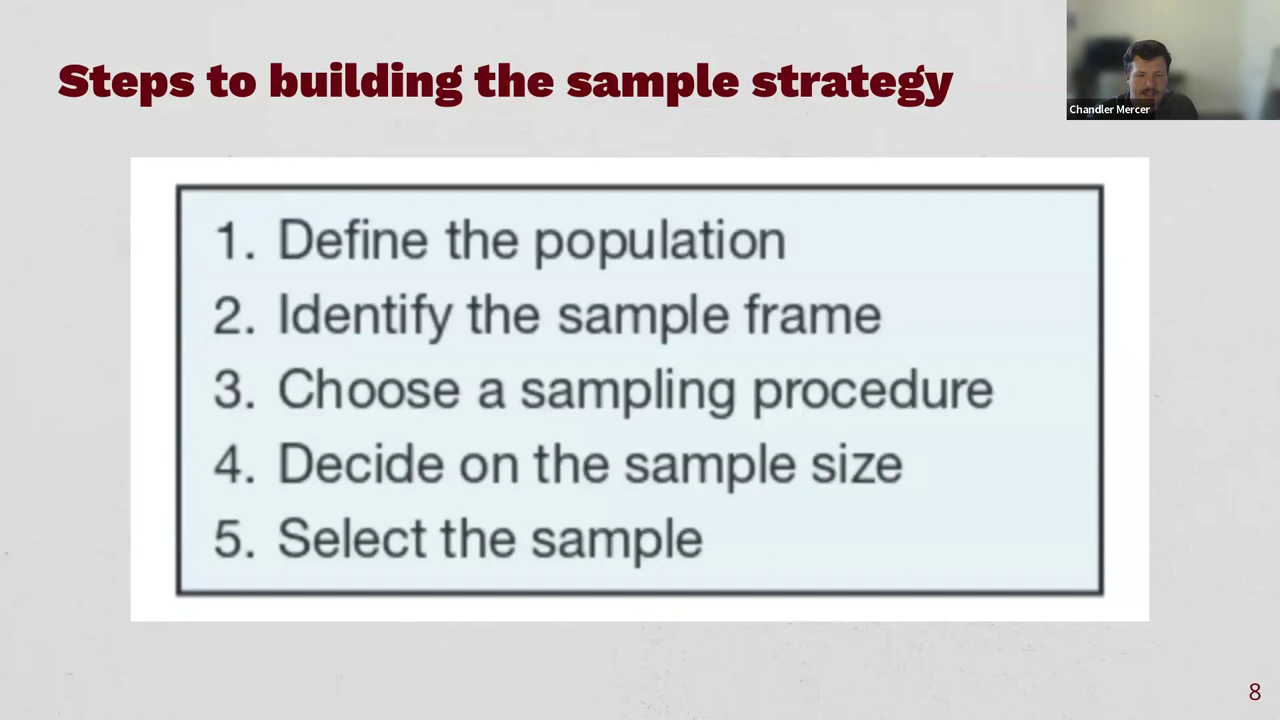 Steps to building the sample strategy
Chandler Mercer
1. Define the population
2. Identify the sample frame
3. Choose a sampling procedure
4. Decide on the sample size
5. Select the sample
8